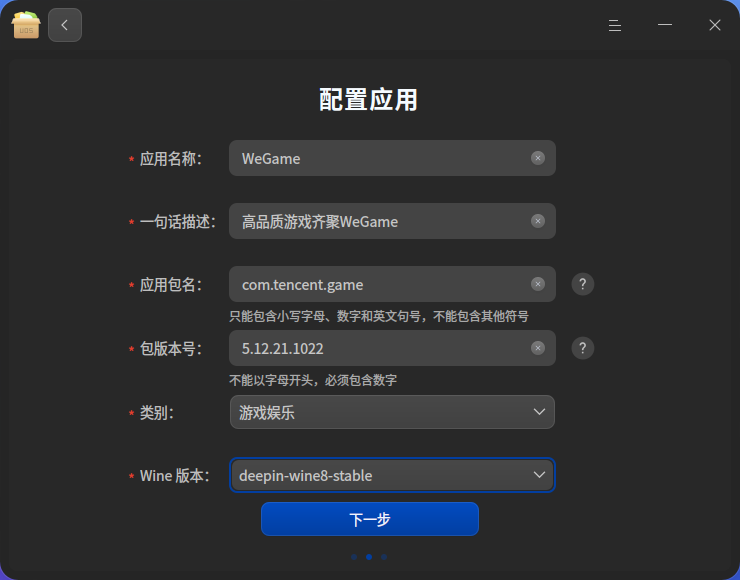 UOS
配置应用
* 应用名称: WeGame
* 一句话描述: 高品质游戏齐聚WeGame
* 应用包名: com.tencent.game ?
只能包含小写字母、数字和英文句号，不能包含其他符号
* 包版本号: 5.12.21.1022 ?
不能以字母开头，必须包含数字
* 类别: 游戏娱乐
* Wine 版本: deepin-wine8-stable
下一步